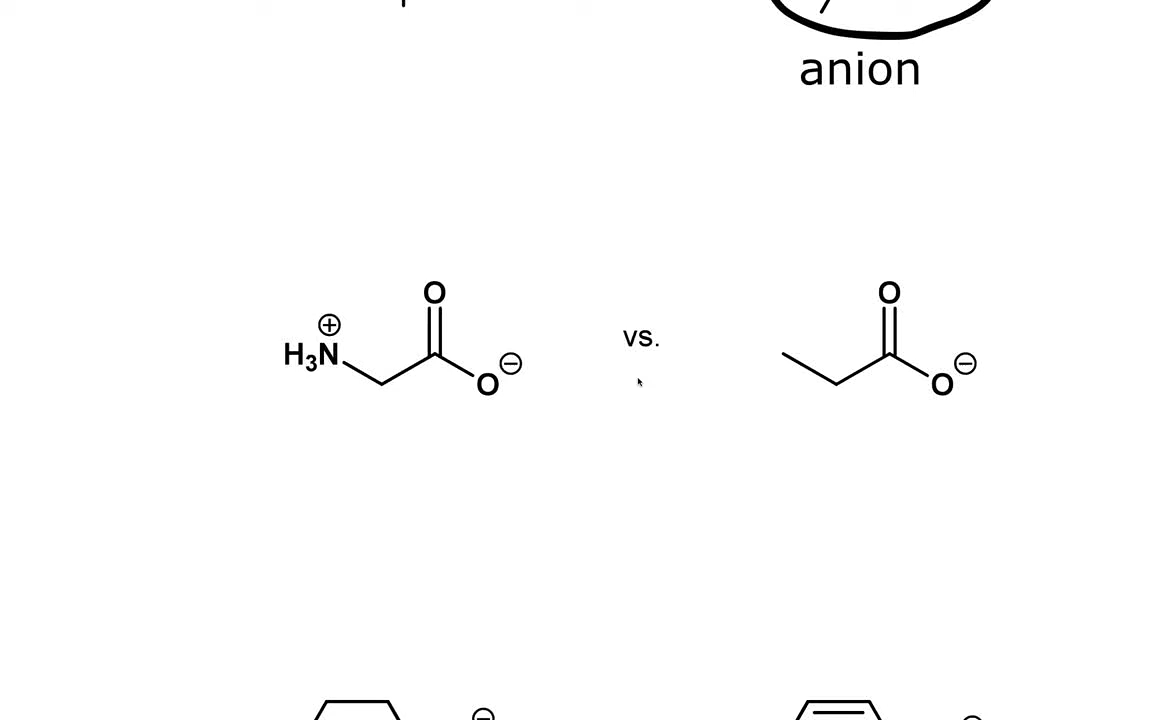 anion
O O
⊕ vs.
H₃N O ⊖ O ⊖
⊖